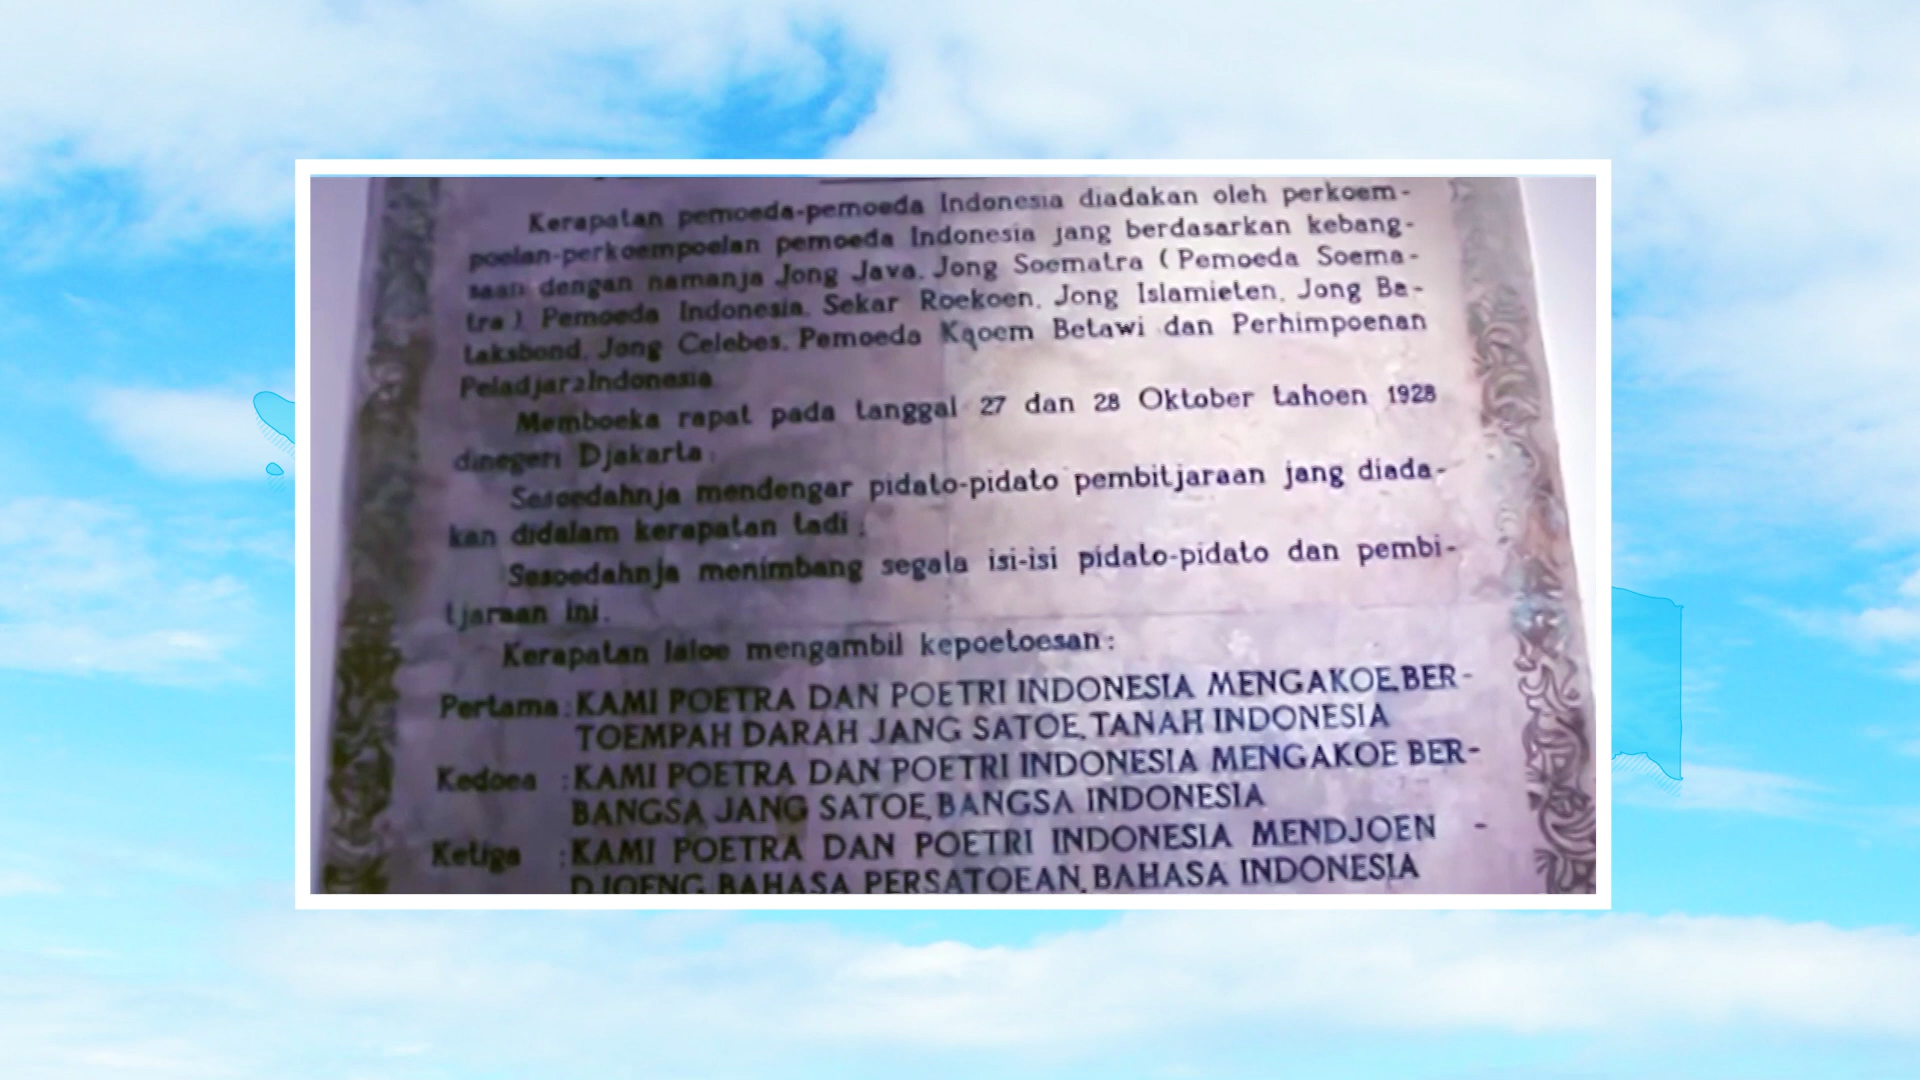 Kerapatan pemoeda-pemoeda Indonesia diadakan oleh perkoem-
poelan-perkoempoelan pemoeda Indonesia jang berdasarkan kebang-
saan dengan namanja Jong Java, Jong Soematra ( Pemoeda Soema-
tra ) Pemoeda Indonesia, Sekar Roekoen, Jong Islamieten, Jong Ba-
taksbond, Jong Celebes, Pemoeda Kaoem Betawi dan Perhimpoenan
Peladjar2Indonesia
Memboeka rapat pada tanggal 27 dan 28 Oktober tahoen 1928
dinegeri Djakarta;
Sesoedahnja mendengar pidato-pidato pembitjaraan jang diada-
kan didalam kerapatan tadi;
Sesoedahnja menimbang segala isi-isi pidato-pidato dan pembi-
tjaraan ini.
Kerapatan laloe mengambil kepoetoesan:
Pertama : KAMI POETRA DAN POETRI INDONESIA MENGAKOE BER-
TOEMPAH DARAH JANG SATOE, TANAH INDONESIA
Kedoea : KAMI POETRA DAN POETRI INDONESIA MENGAKOE BER-
BANGSA JANG SATOE, BANGSA INDONESIA
Ketiga : KAMI POETRA DAN POETRI INDONESIA MENDJOEN -
DJOENG BAHASA PERSATOEAN, BAHASA INDONESIA